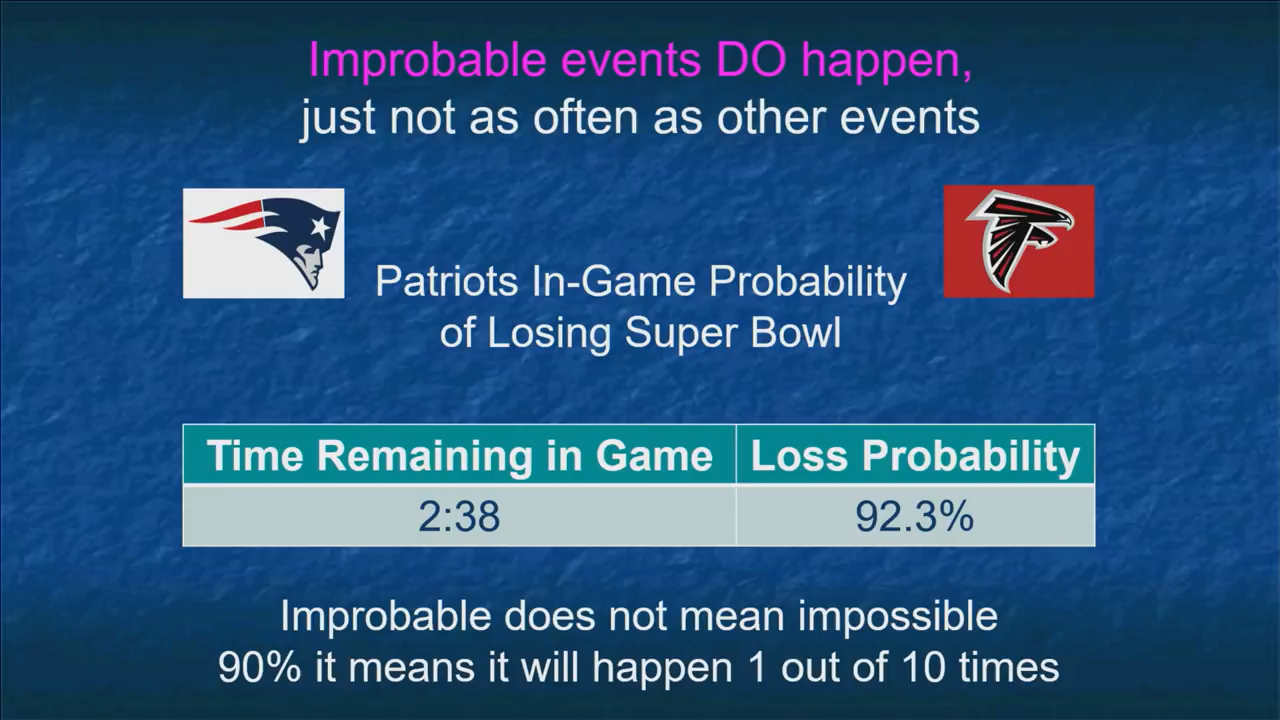 Improbable events DO happen,
just not as often as other events
Patriots In-Game Probability
of Losing Super Bowl
Time Remaining in Game Loss Probability
2:38 92.3%
Improbable does not mean impossible
90% it means it will happen 1 out of 10 times